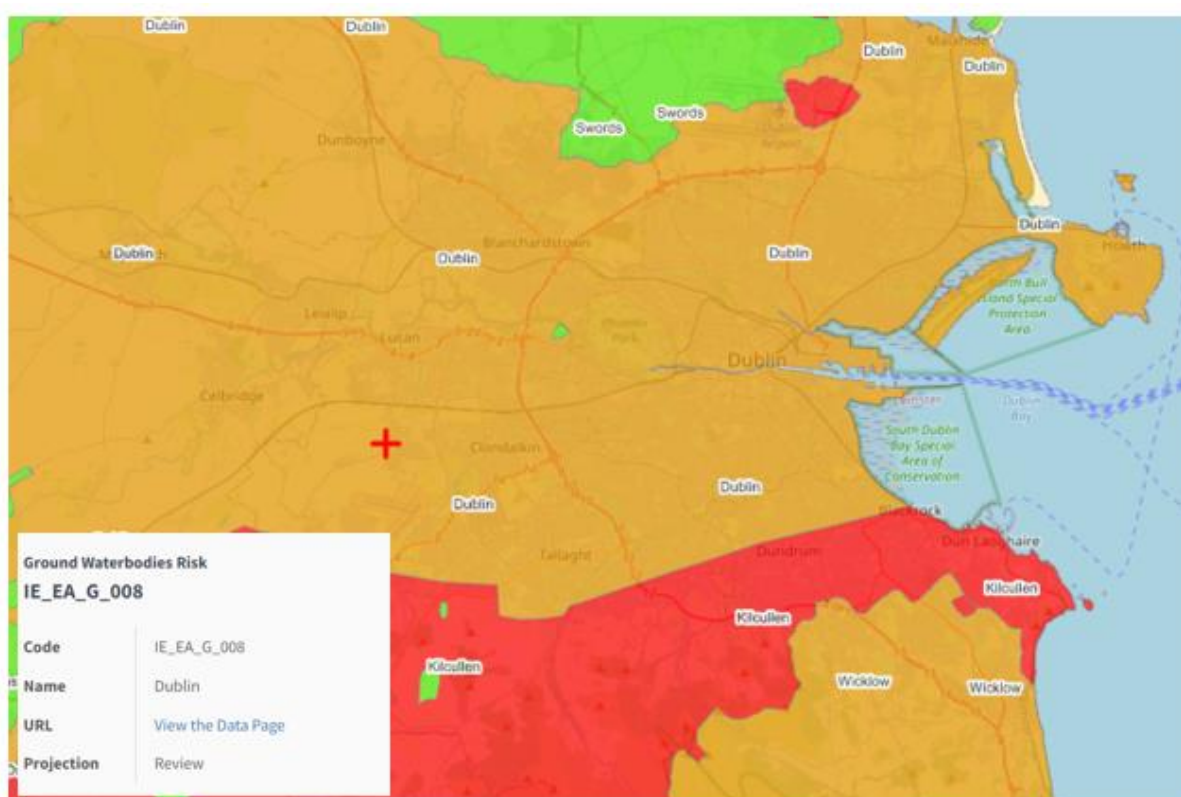 Dublin
Dublin
Malahide
Dublin
Dublin
Swords
Swords
Dunboyne
Airport
Dublin
Dublin
Blanchardstown
Dublin
Dublin
Howth
North Bull
Island Special
Protection
Area
Leixlip
Lucan
Phoenix
Park
Dublin
Celbridge
Leinster
Dublin
Bay
South Dublin
Bay Special
Area of
Conservation
Clondalkin
Dublin
Dublin
Blackrock
Tallaght
Dundrum
Dun Laoghaire
Kilcullen
Kilcullen
Kilcullen
Wicklow
Wicklow
Ground Waterbodies Risk
IE_EA_G_008
Code IE_EA_G_008
Name Dublin
URL View the Data Page
Projection Review